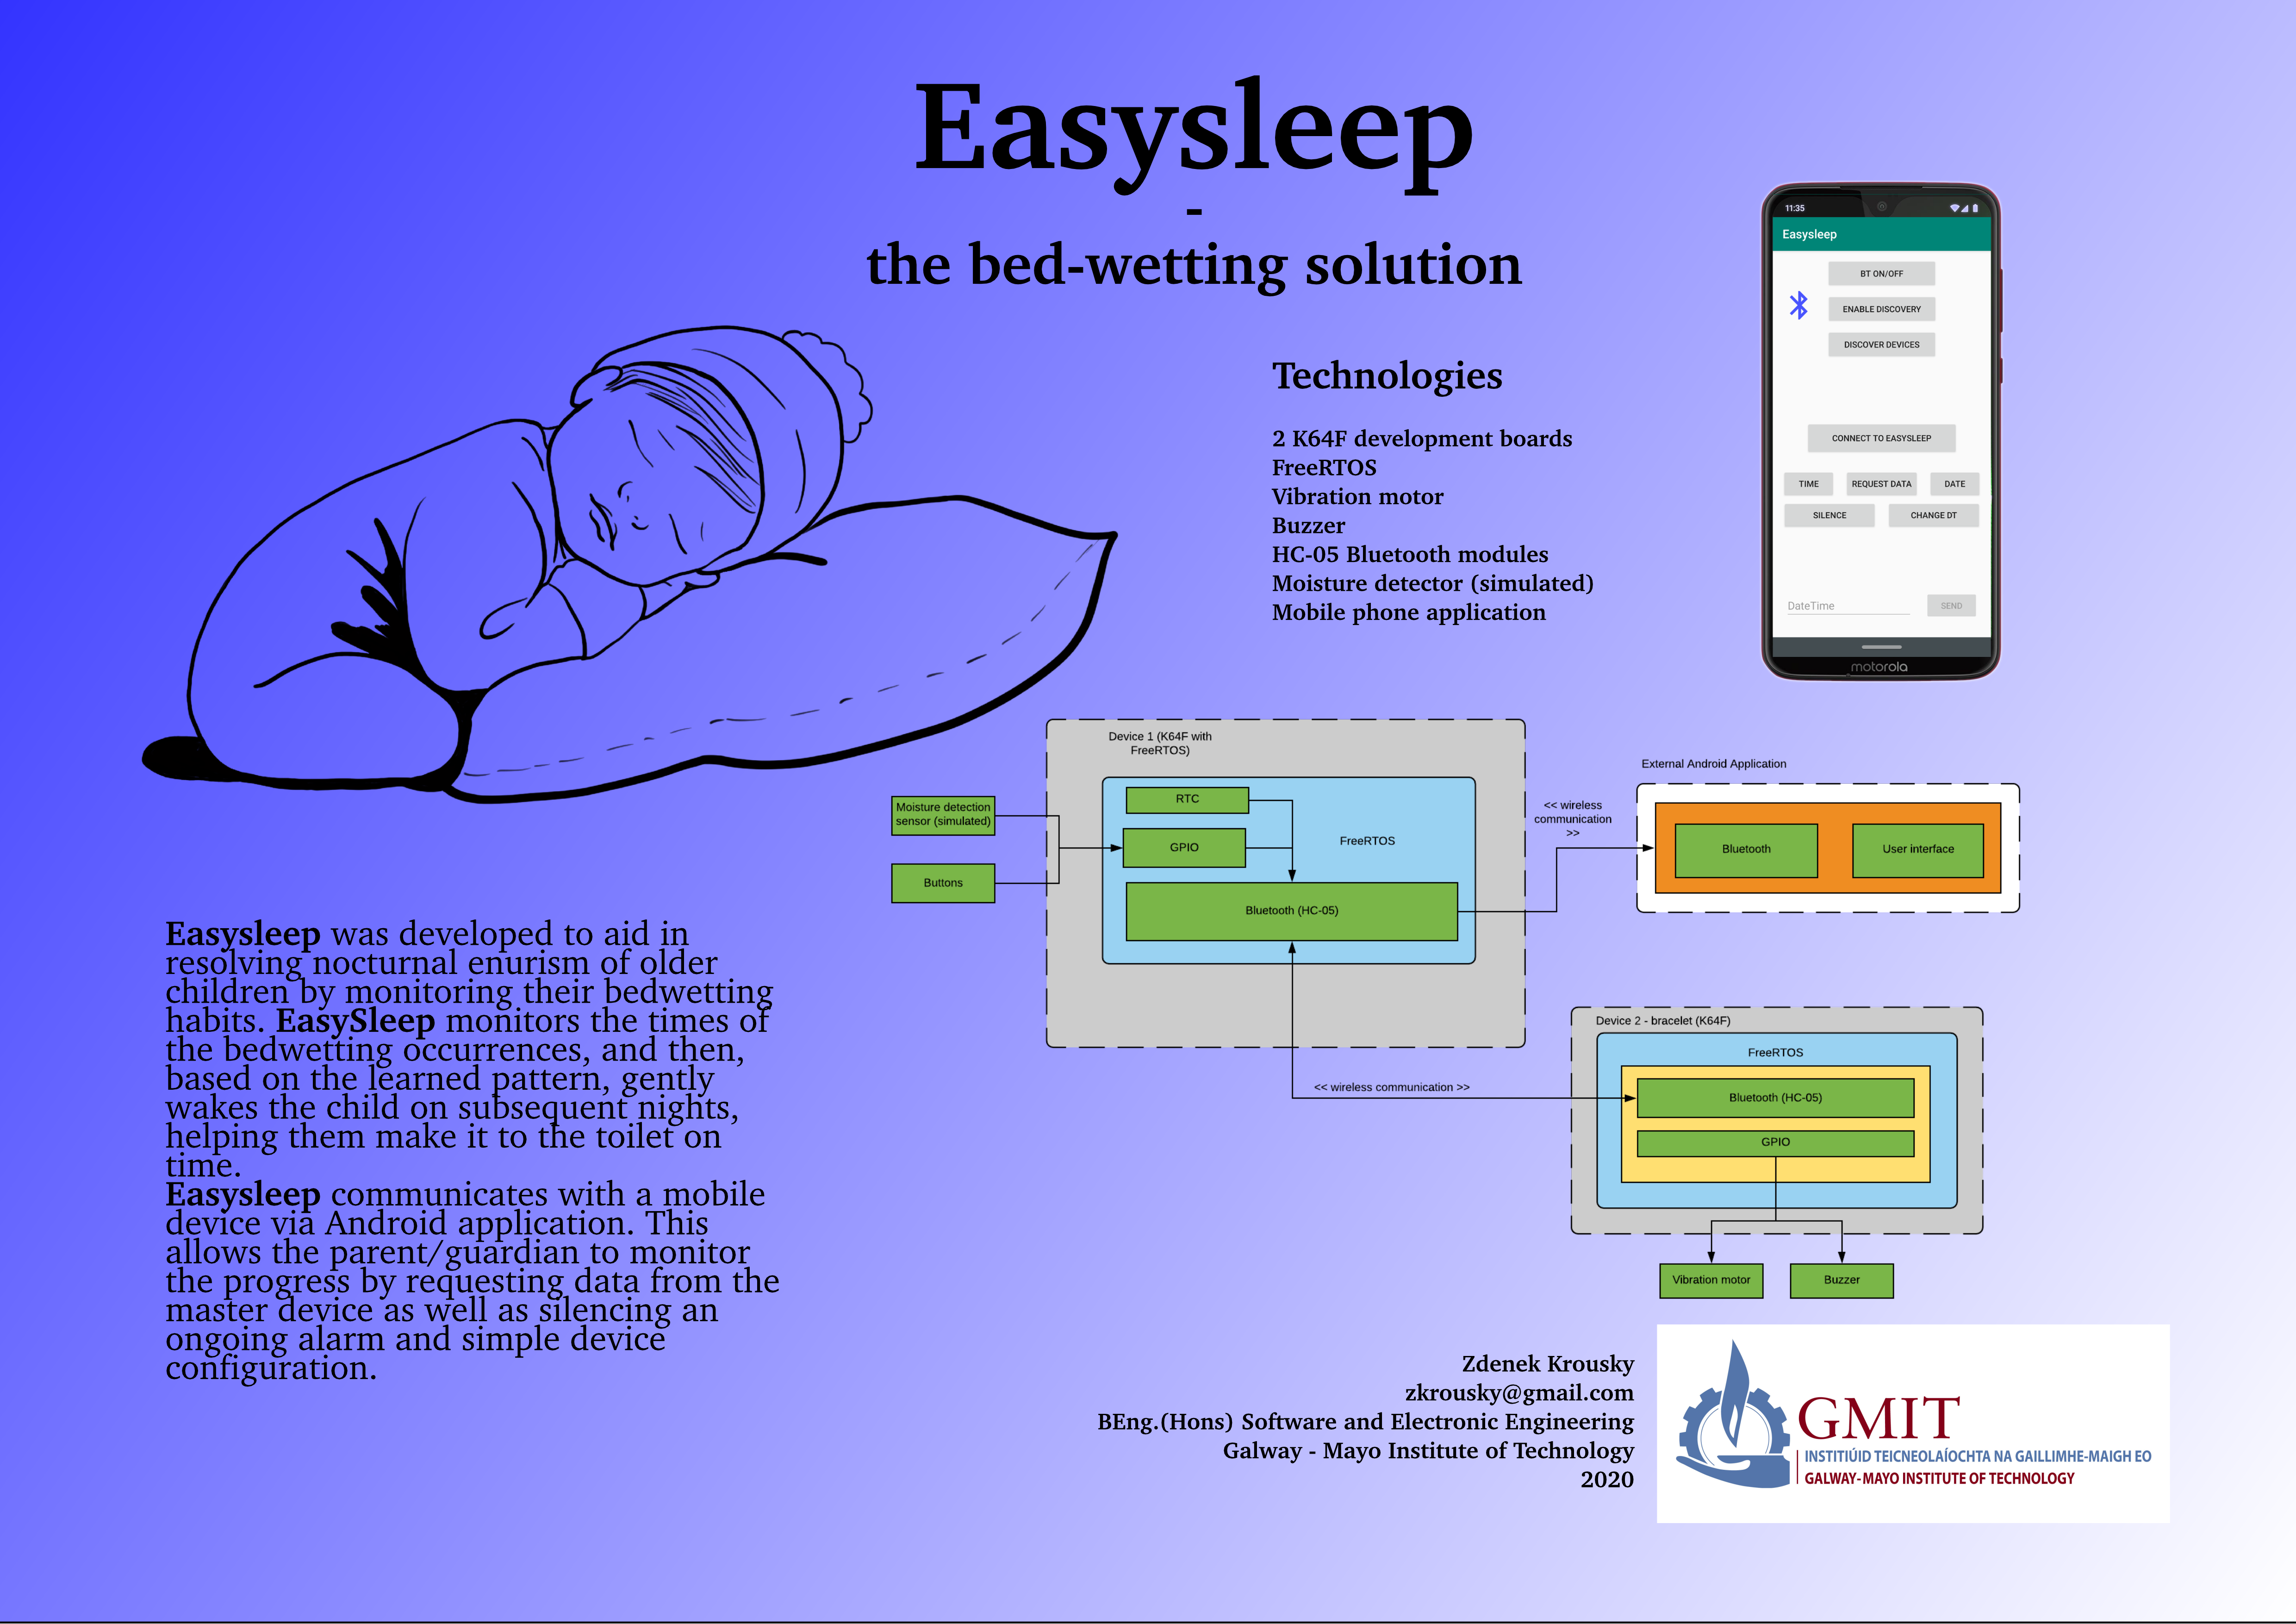 Easysleep
-
the bed-wetting solution
11:35
Easysleep
BT ON/OFF
ENABLE DISCOVERY
DISCOVER DEVICES
CONNECT TO EASYSLEEP
TIME
REQUEST DATA
DATE
SILENCE
CHANGE DT
DateTime
SEND
motorola
Technologies
2 K64F development boards
FreeRTOS
Vibration motor
Buzzer
HC-05 Bluetooth modules
Moisture detector (simulated)
Mobile phone application
Device 1 (K64F with
FreeRTOS)
Moisture detection
sensor (simulated)
Buttons
RTC
GPIO
FreeRTOS
Bluetooth (HC-05)
<< wireless
communication
>>
External Android Application
Bluetooth
User interface
<< wireless communication >>
Device 2 - bracelet (K64F)
FreeRTOS
Bluetooth (HC-05)
GPIO
Vibration motor
Buzzer
Easysleep was developed to aid in
resolving nocturnal enurism of older
children by monitoring their bedwetting
habits. EasySleep monitors the times of
the bedwetting occurrences, and then,
based on the learned pattern, gently
wakes the child on subsequent nights,
helping them make it to the toilet on
time.
Easysleep communicates with a mobile
device via Android application. This
allows the parent/guardian to monitor
the progress by requesting data from the
master device as well as silencing an
ongoing alarm and simple device
configuration.
Zdenek Krousky
zkrousky@gmail.com
BEng.(Hons) Software and Electronic Engineering
Galway - Mayo Institute of Technology
2020
GMIT
INSTITIÚID TEICNEOLAÍOCHTA NA GAILLIMHE-MAIGH EO
GALWAY-MAYO INSTITUTE OF TECHNOLOGY